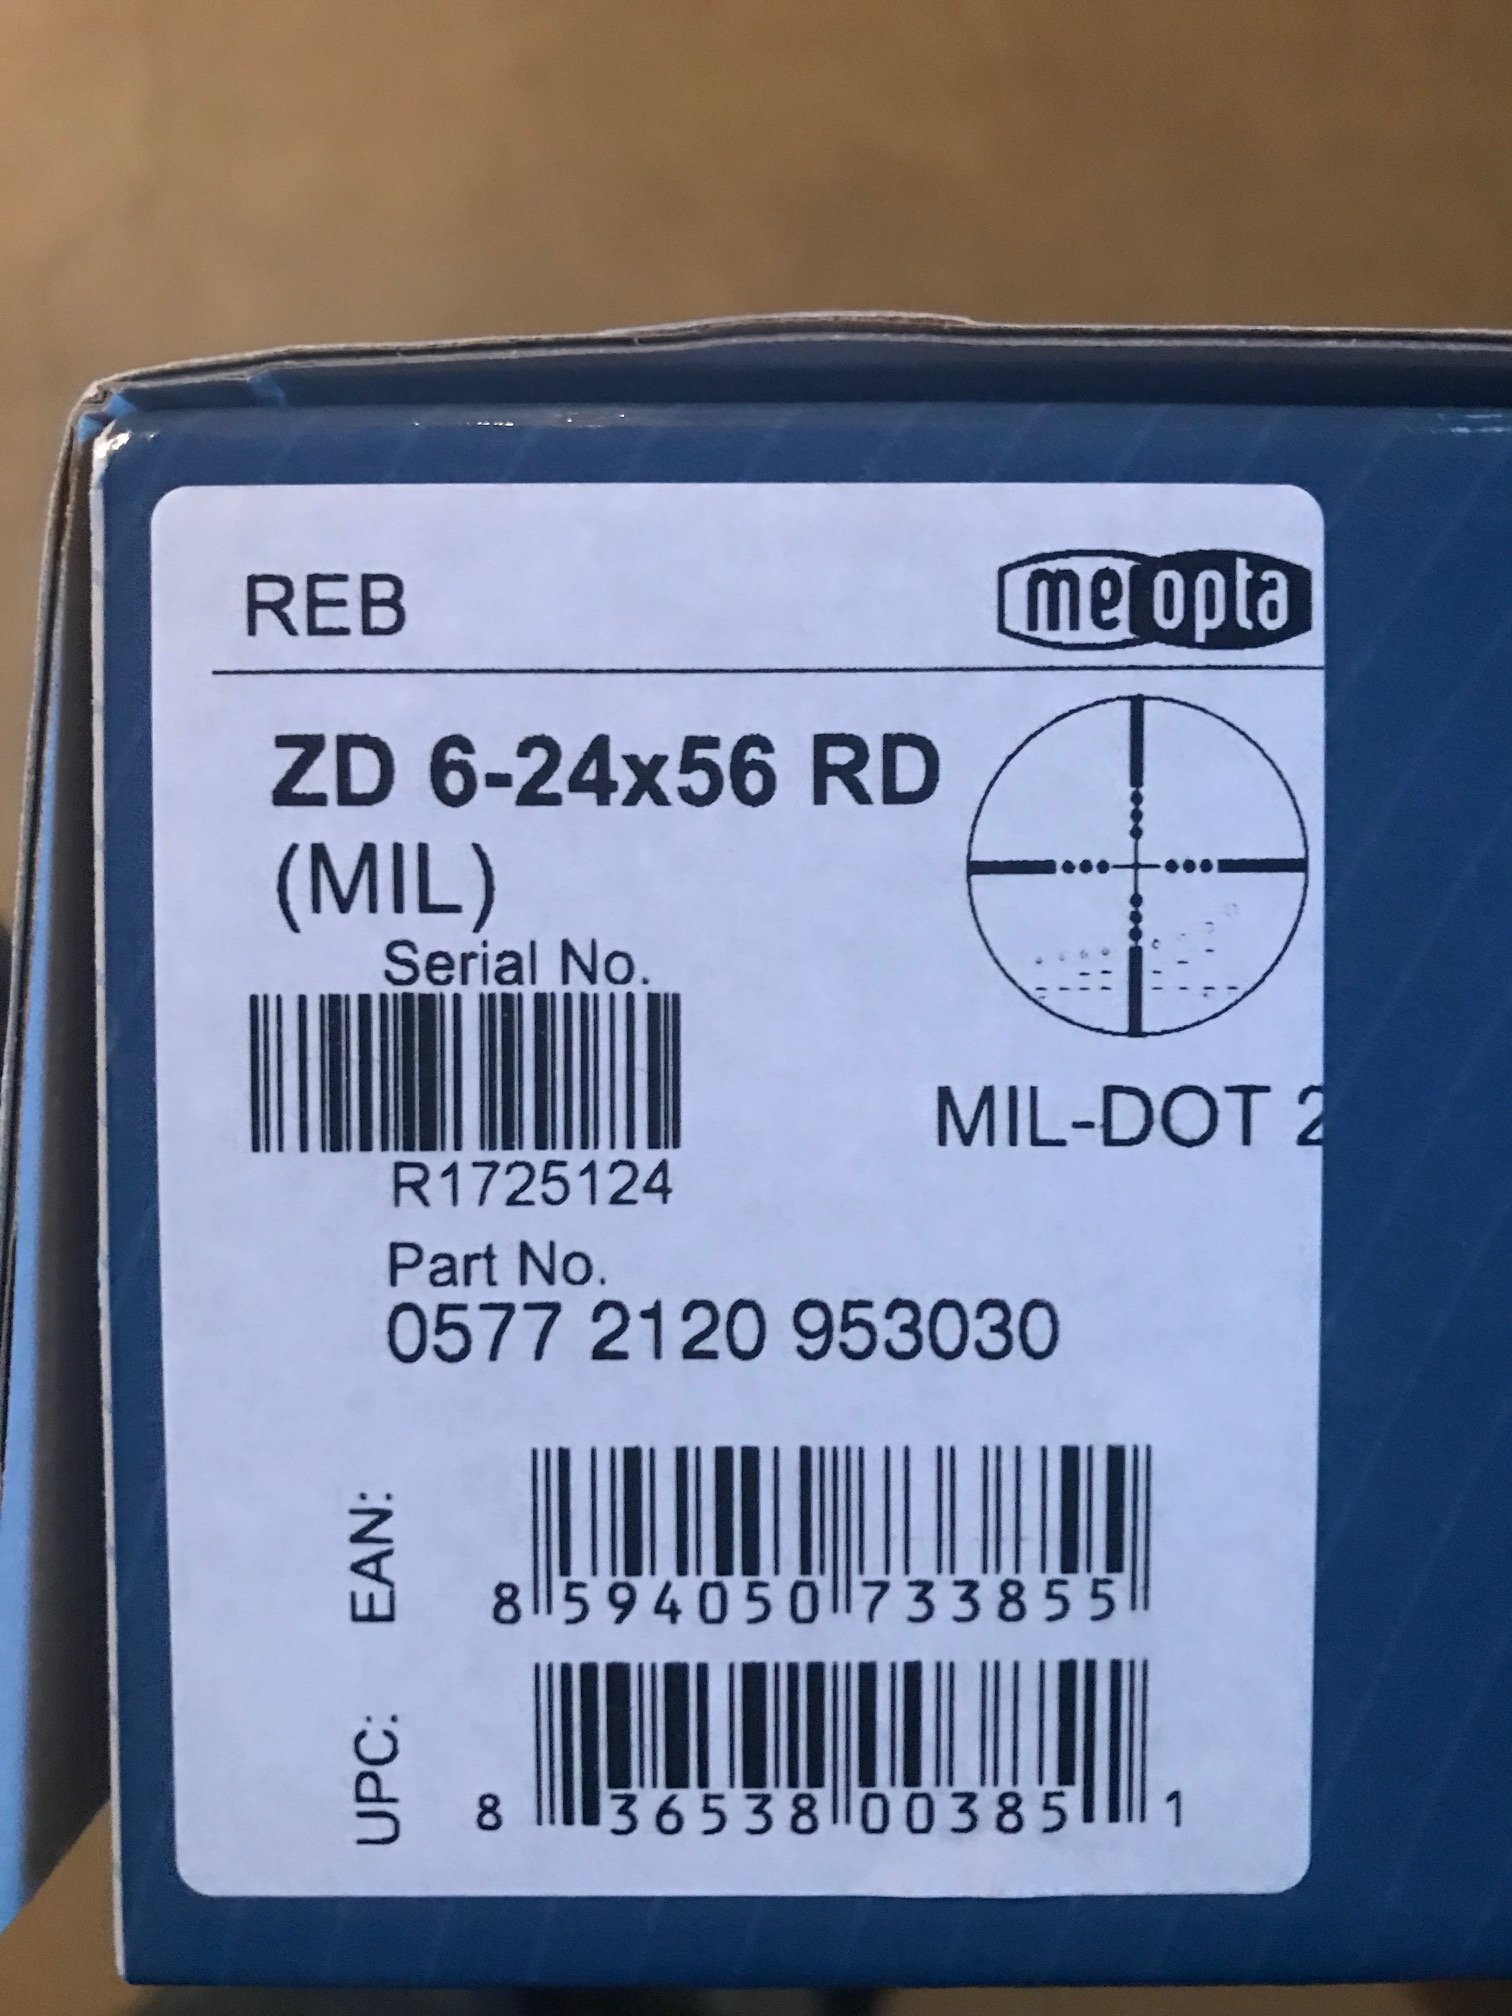 REB
meopta
ZD 6-24x56 RD
(MIL)
Serial No.
R1725124
MIL-DOT 2
Part No.
0577 2120 953030
EAN:
8 594050 733855
UPC:
8 36538 00385 1